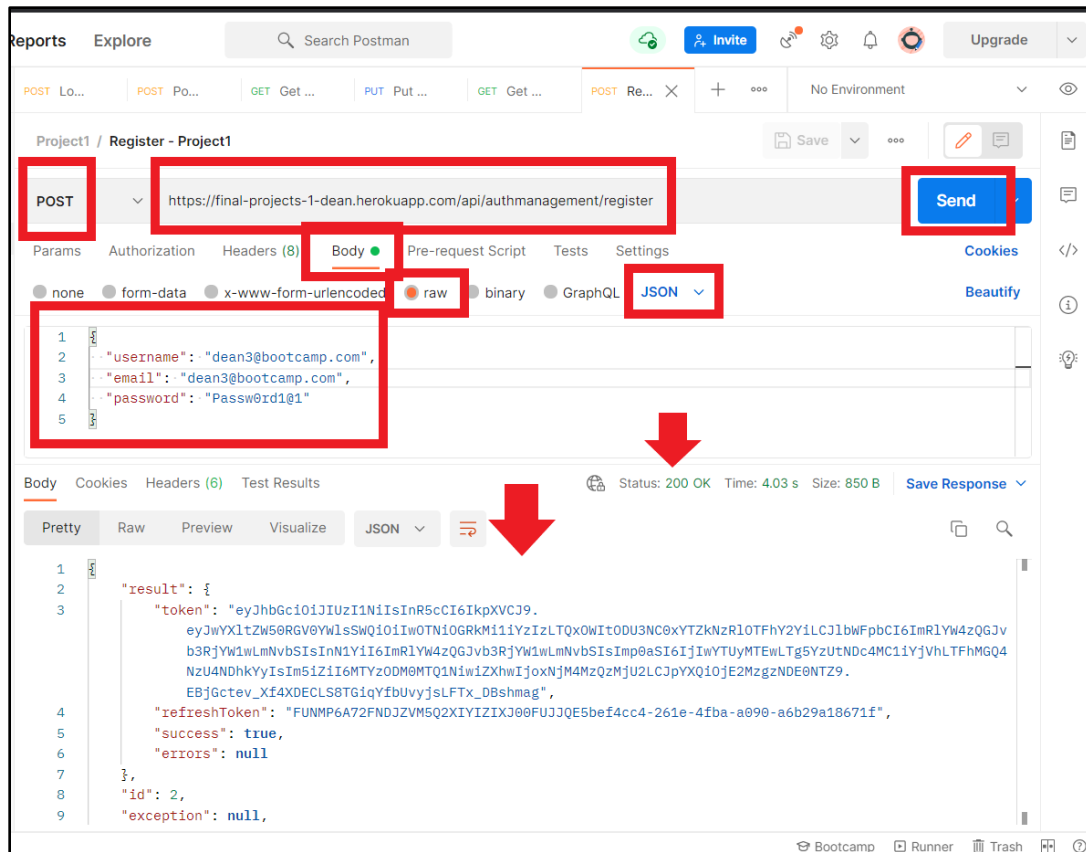 Reports Explore Search Postman Invite Upgrade
POST Lo... POST Po... GET Get ... PUT Put ... GET Get ... POST Re... No Environment
Project1 / Register - Project1 Save
POST https://final-projects-1-dean.herokuapp.com/api/authmanagement/register Send
Params Authorization Headers (8) Body Pre-request Script Tests Settings Cookies
none form-data x-www-form-urlencoded raw binary GraphQL JSON Beautify
1 {
2 "username": "dean3@bootcamp.com",
3 "email": "dean3@bootcamp.com",
4 "password": "Passw0rd1@1"
5 }
Body Cookies Headers (6) Test Results Status: 200 OK Time: 4.03 s Size: 850 B Save Response
Pretty Raw Preview Visualize JSON
1 {
2 "result": {
3 "token": "eyJhbGciOiJIUzI1NiIsInR5cCI6IkpXVCJ9.
eyJwYXltZW50RGV0YWlsSWQiOiIwOTNiOGRkMi1iYzIzLTQxOWItODU3NC0xYTZkNzRlOTFhY2YiLCJlbWFpbCI6ImRlYW4zQGJv
b3RjYW1wLmNvbSIsInN1YiI6ImRlYW4zQGJvb3RjYW1wLmNvbSIsImp0aSI6IjIwYTUyMTEwLTg5YzUtNDc4MC1iYjVhLTFhMGQ4
NzU4NDhkYyIsIm5iZiI6MTYzODM0MTQ1NiwiZXhwIjoxNjM4MzQzMjU2LCJpYXQiOjE2MzgzNDE0NTZ9.
EBjGctev_Xf4XDECLS8TGiqYfbUvyjsLFTx_DBshmag",
4 "refreshToken": "FUNMP6A72FNDJZVM5Q2XIYIZIXJ00FUJJQE5bef4cc4-261e-4fba-a090-a6b29a18671f",
5 "success": true,
6 "errors": null
7 },
8 "id": 2,
9 "exception": null,
Bootcamp Runner Trash